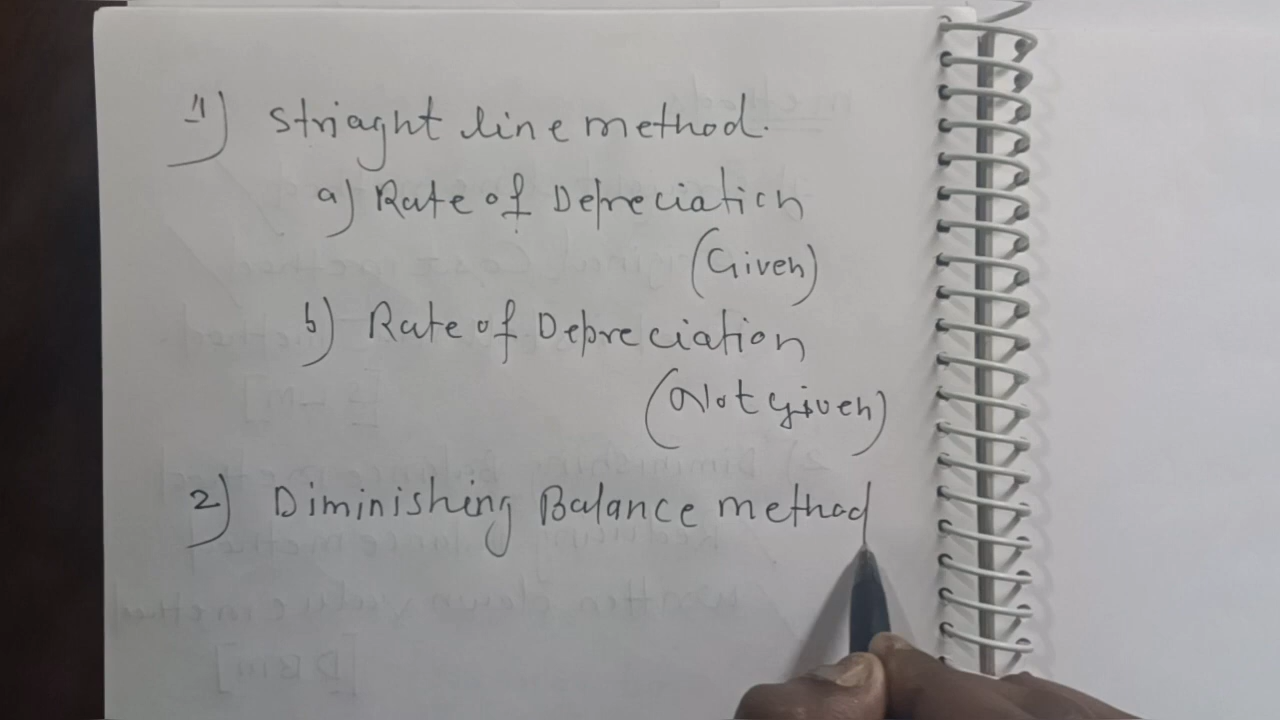 1) Striaght line method.
a) Rate of Depreciation
(Given)
b) Rate of Depreciation
(Not given)
2) Diminishing Balance method